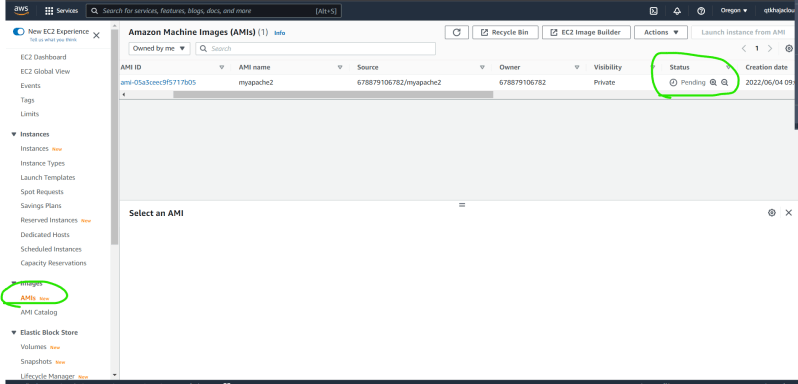 aws Services Search for services, features, blogs, docs, and more [Alt+S] Oregon qtkhajacloud
New EC2 Experience
Tell us what you think
EC2 Dashboard
EC2 Global View
Events
Tags
Limits
Instances
Instances New
Instance Types
Launch Templates
Spot Requests
Savings Plans
Reserved Instances New
Dedicated Hosts
Scheduled Instances
Capacity Reservations
Images
AMIs New
AMI Catalog
Elastic Block Store
Volumes New
Snapshots New
Lifecycle Manager New
Amazon Machine Images (AMIs) (1) Info
Recycle Bin EC2 Image Builder Actions Launch instance from AMI
Owned by me Search 1
AMI ID AMI name Source Owner Visibility Status Creation date
ami-05a3ceec9f5717b05 myapache2 678879106782/myapache2 678879106782 Private Pending 2022/06/04 09:
Select an AMI